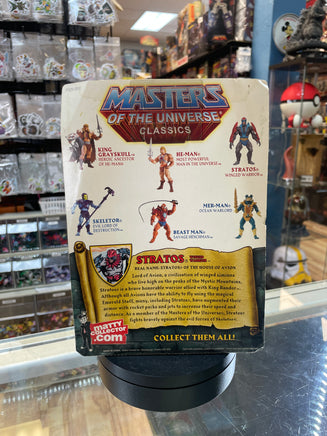 MASTERS
OF THE UNIVERSE
CLASSICS
KING
GRAYSKULL®
HEROIC ANCESTOR
OF HE-MAN®
HE-MAN®
MOST POWERFUL
MAN IN THE UNIVERSE
STRATOS®
WINGED WARRIOR
SKELETOR®
EVIL LORD OF
DESTRUCTION
BEAST MAN®
SAVAGE HENCHMAN
MER-MAN®
OCEAN WARLORD
STRATOS
WINGED
WARRIOR
REAL NAME: STRATOS® OF THE HOUSE OF AVION
Lord of Avion, a civilization of winged simians
who live high on the peaks of the Mystic Mountains,
Stratos is a brave honorable warrior allied with King Randor.
Although all Avions have the ability to fly using the magical
Emerald Staff, many, including Stratos, have augmented their
armor with rocket packs and jets to increase their speed and
distance. As a member of the Masters of the Universe, Stratos
fights bravely against the evil forces of Skeletor.
matty
COLLECTOR
.com
COLLECT THEM ALL!